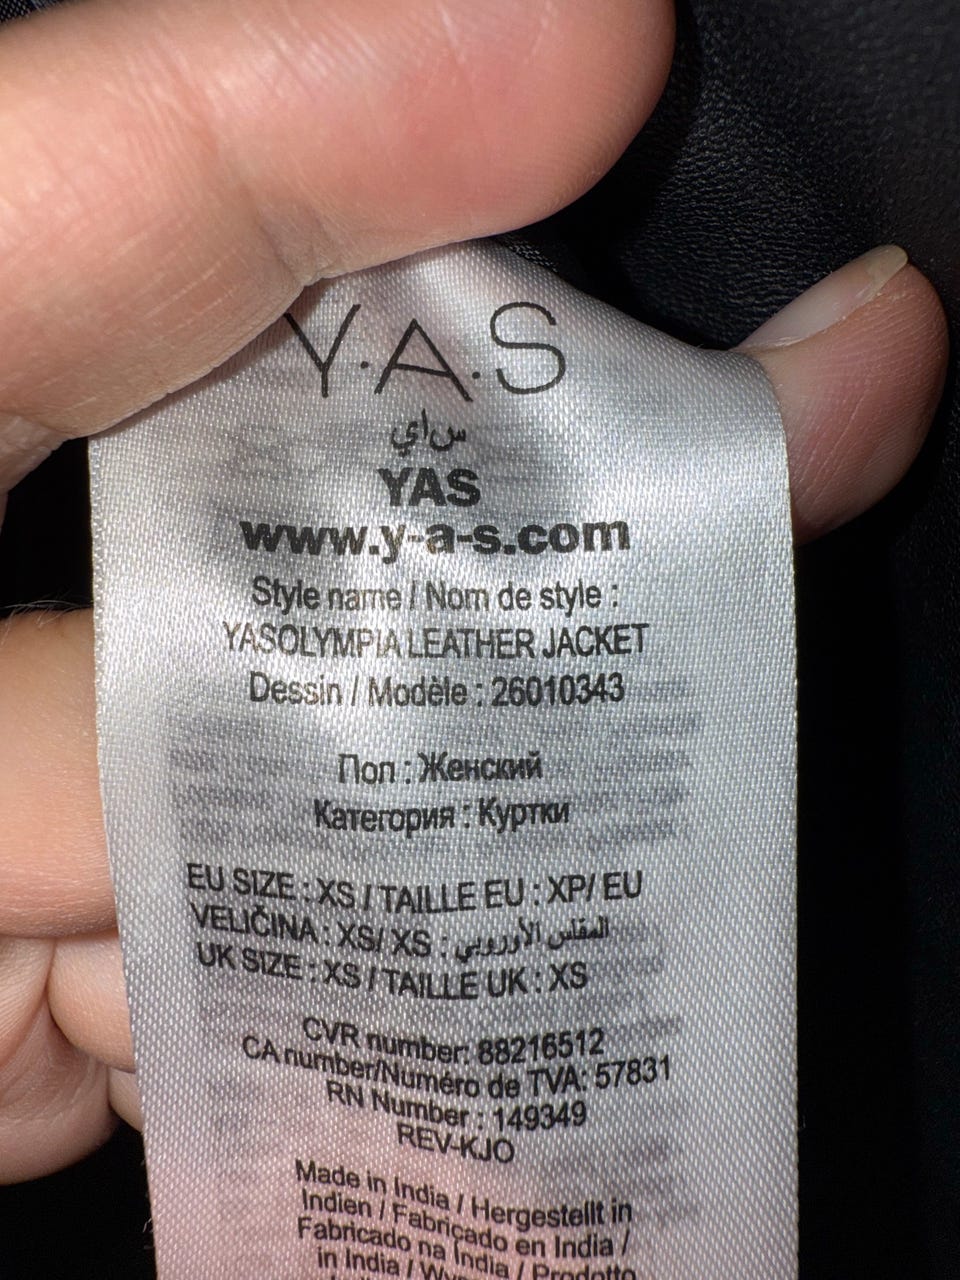 Y.A.S
ساي
YAS
www.y-a-s.com
Style name / Nom de style :
YASOLYMPIA LEATHER JACKET
Dessin / Modèle : 26010343
Пол : Женский
Категория : Куртки
EU SIZE : XS / TAILLE EU : XP/ EU
VELIČINA : XS/ XS : المقاس الأوروبي
UK SIZE : XS / TAILLE UK : XS
CVR number: 88216512
CA number/Numéro de TVA: 57831
RN Number : 149349
REV-KJO
Made in India / Hergestellt in
Indien / Fabricado en India /
Fabricado na Índia / Prodotto
in India /